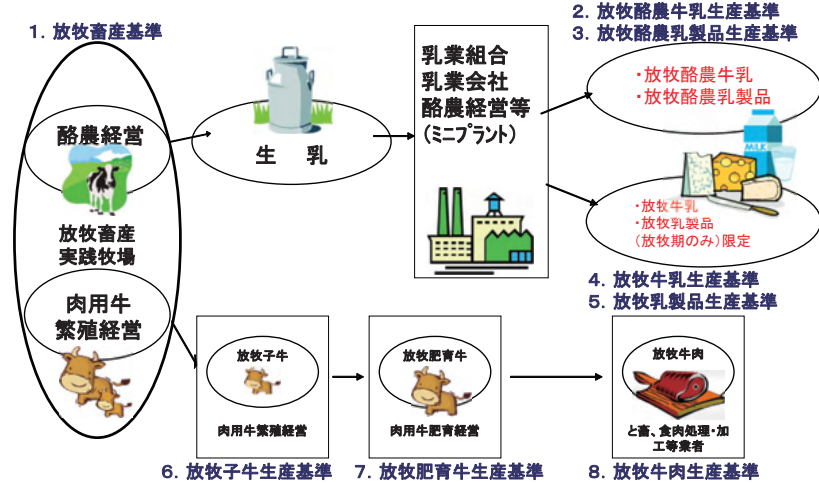 1. 放牧畜産基準
酪農経営
放牧畜産
実践牧場
肉用牛
繁殖経営
生 乳
乳業組合
乳業会社
酪農経営等
(ミニプラント)
2. 放牧酪農牛乳生産基準
3. 放牧酪農乳製品生産基準
・放牧酪農牛乳
・放牧酪農乳製品
MILK
・放牧牛乳
・放牧乳製品
(放牧期のみ)限定
4. 放牧牛乳生産基準
5. 放牧乳製品生産基準
放牧子牛
肉用牛繁殖経営
6. 放牧子牛生産基準
放牧肥育牛
肉用牛肥育経営
7. 放牧肥育牛生産基準
放牧牛肉
と畜、食肉処理・加
工等業者
8. 放牧牛肉生産基準